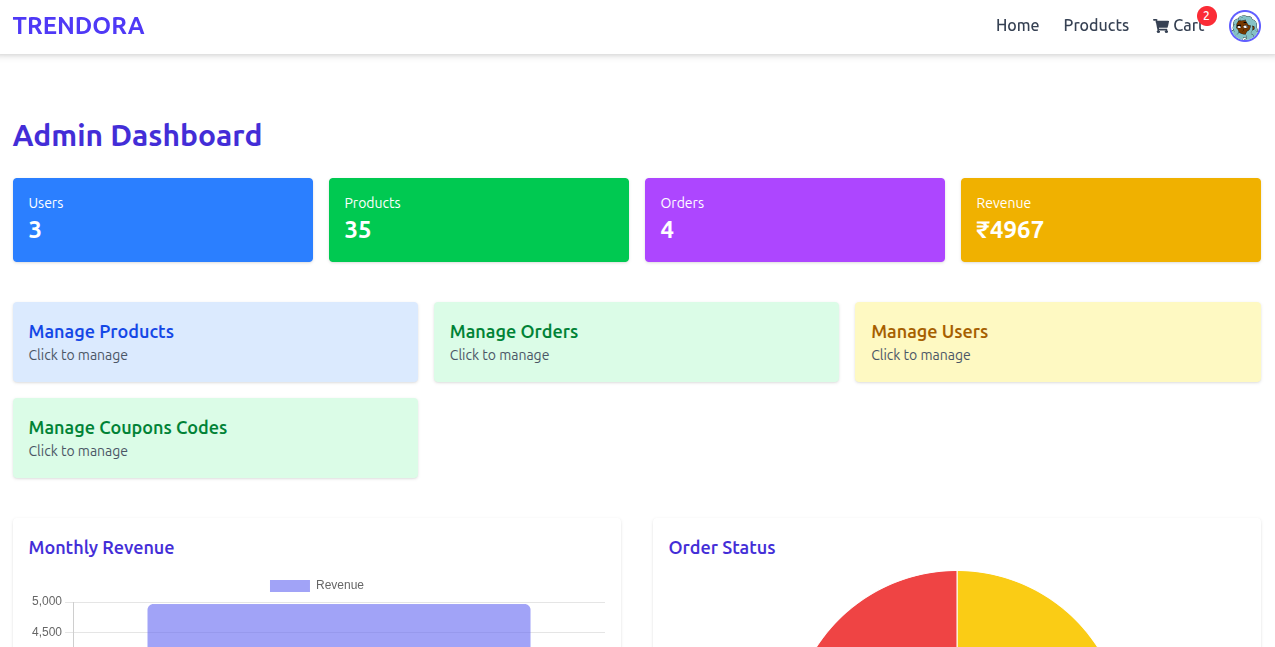 TRENDORA
Home
Products
Cart
2
Admin Dashboard
Users
3
Products
35
Orders
4
Revenue
₹4967
Manage Products
Click to manage
Manage Orders
Click to manage
Manage Users
Click to manage
Manage Coupons Codes
Click to manage
Monthly Revenue
Revenue
5,000
4,500
Order Status